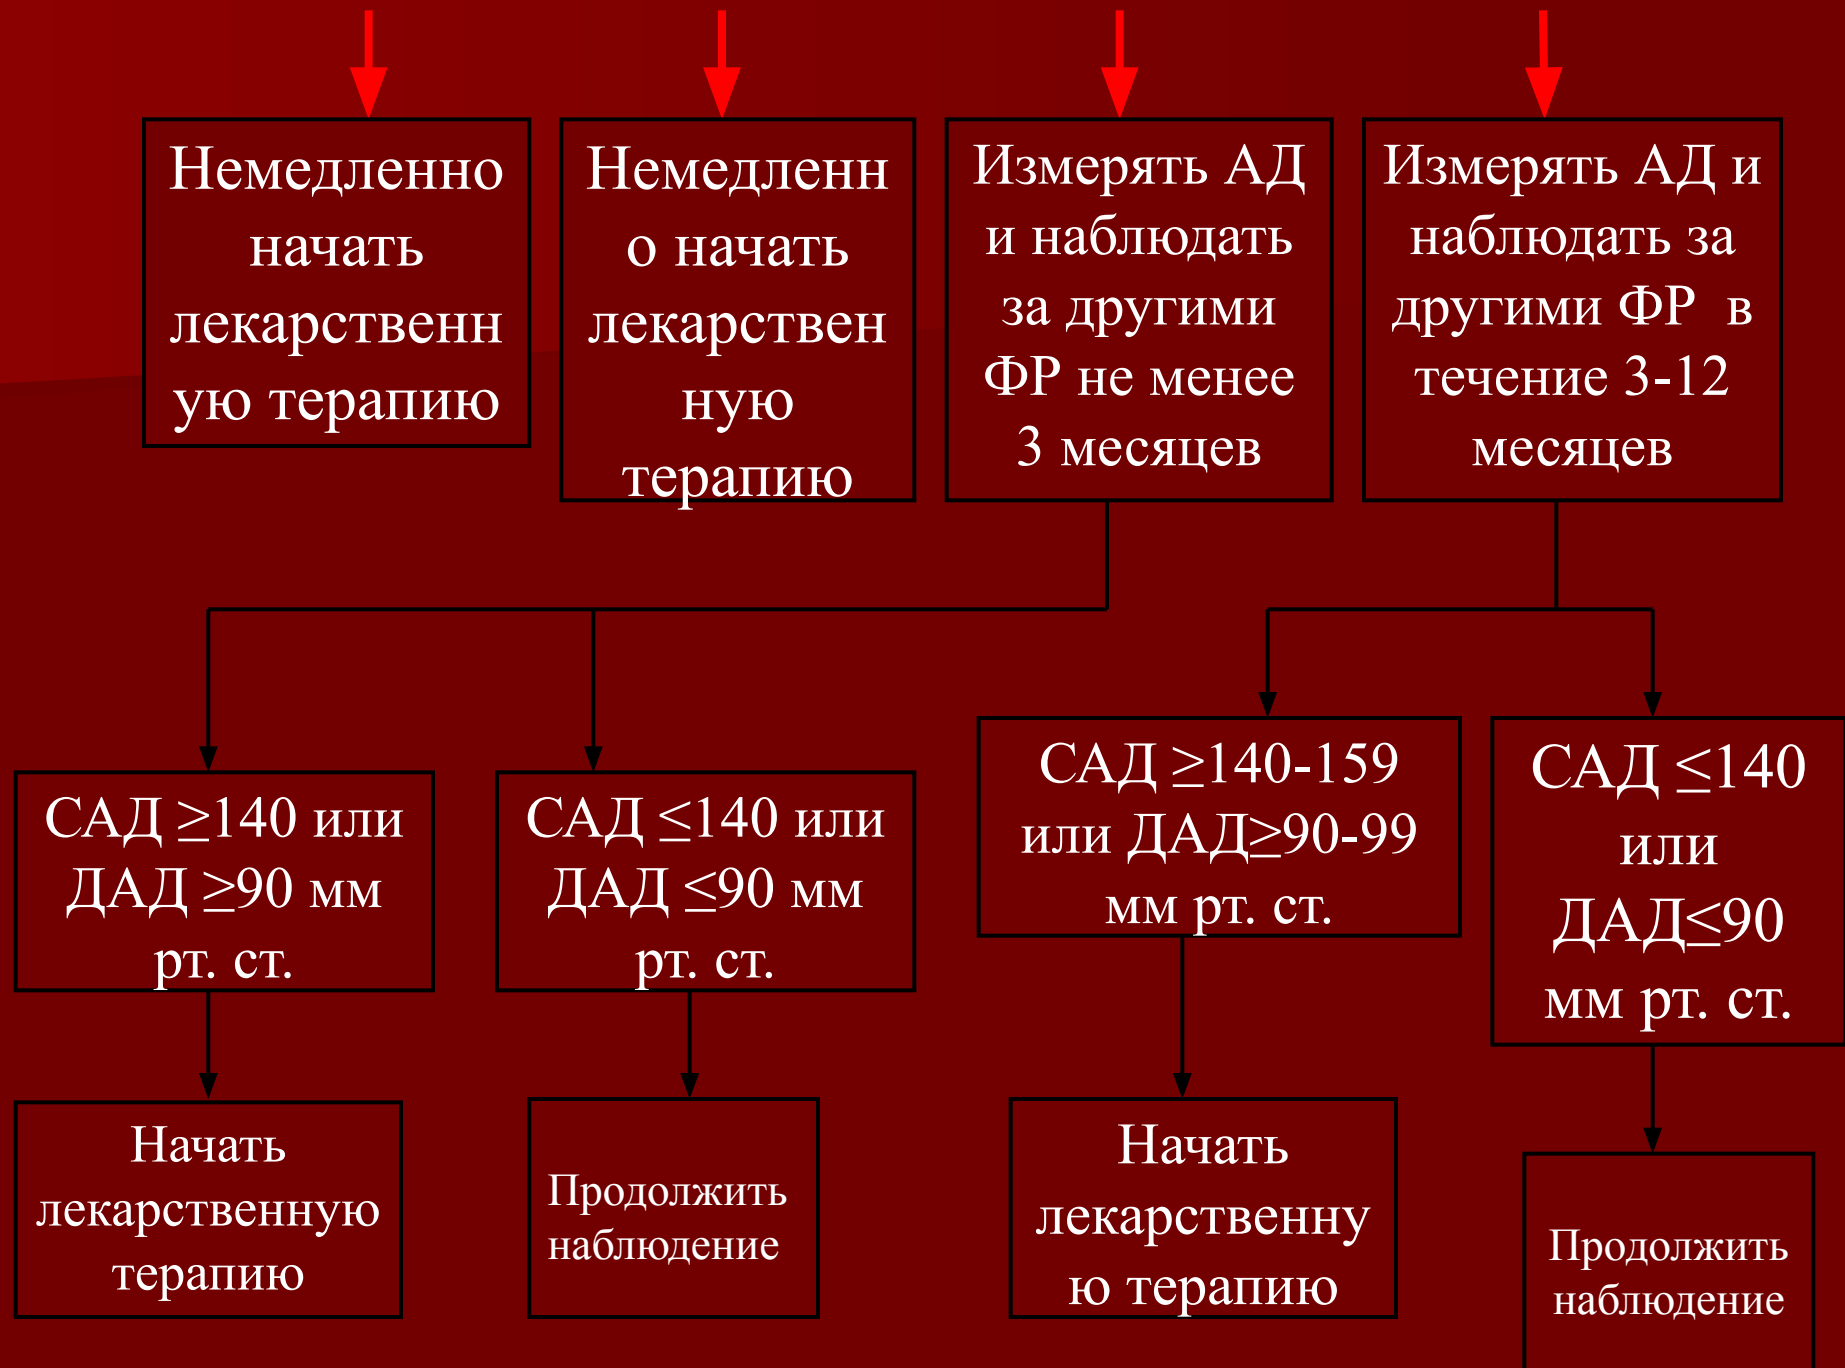 Немедленно
начать
лекарственн
ую терапию
Немедленн
о начать
лекарствен
ную
терапию
Измерять АД
и наблюдать
за другими
ФР не менее
3 месяцев
Измерять АД и
наблюдать за
другими ФР в
течение 3-12
месяцев
САД ≥140 или
ДАД ≥90 мм
рт. ст.
САД ≤140 или
ДАД ≤90 мм
рт. ст.
САД ≥140-159
или ДАД≥90-99
мм рт. ст.
САД ≤140
или
ДАД≤90
мм рт. ст.
Начать
лекарственную
терапию
Продолжить
наблюдение
Начать
лекарственну
ю терапию
Продолжить
наблюдение